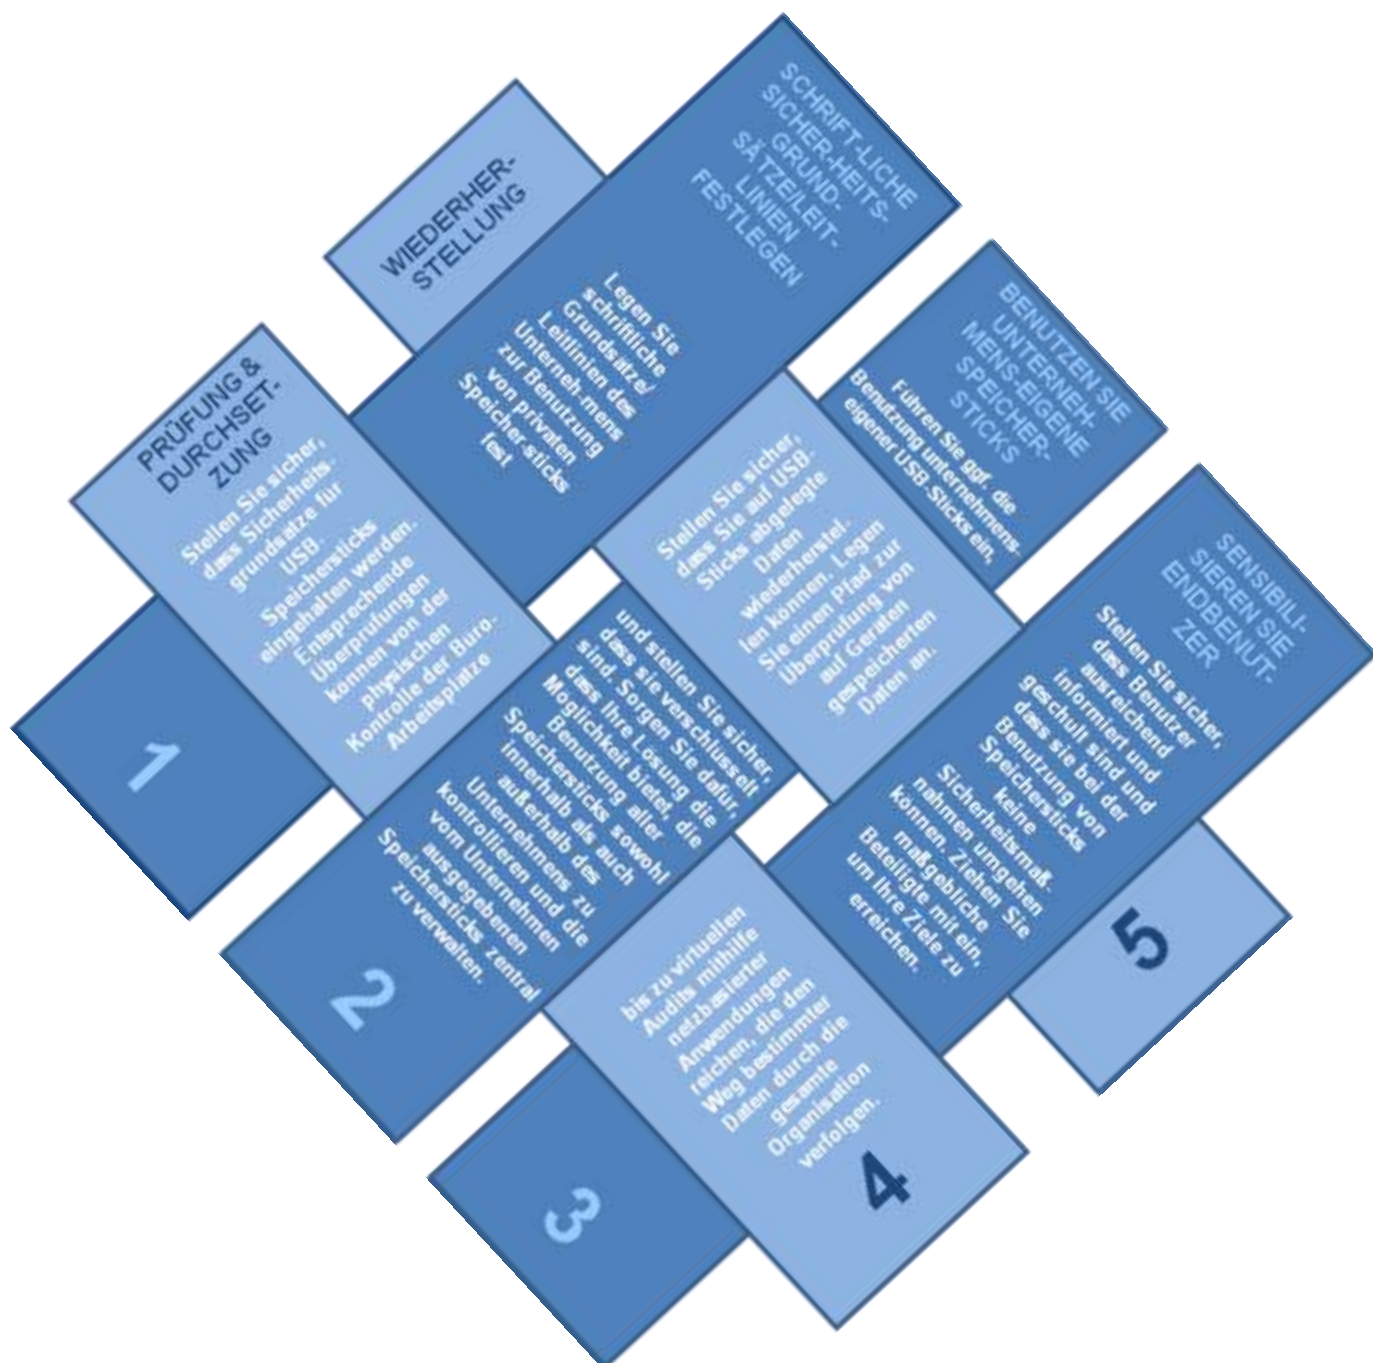 SCHRIFT-LICHE
SICHER-HEITS-
GRUND-
SÄTZE/LEIT-
LINIEN
FESTLEGEN
Legen Sie
schriftliche
Grundsätze/
Leitlinien des
Unterneh-mens
zur Benutzung
von privaten
Speicher-sticks
fest
1
BENUTZEN SIE
UNTERNEH-
MENS-EIGENE
SPEICHER-
STICKS
Führen Sie ggf. die
Benutzung unternehmens-
eigener USB-Sticks ein,
und stellen Sie sicher,
dass sie verschlüsselt
sind. Sorgen Sie dafür,
dass Ihre Lösung die
Möglichkeit bietet, die
Benutzung aller
Speichersticks sowohl
innerhalb als auch
außerhalb des
Unternehmens zu
kontrollieren und die
vom Unternehmen
ausgegebenen
Speichersticks zentral
zu verwalten.
2
SENSIBILI-
SIEREN SIE
ENDBENUT-
ZER
Stellen Sie sicher,
dass Benutzer
ausreichend
informiert und
geschult sind und
dass sie bei der
Benutzung von
Speichersticks
keine
Sicherheitsmaß-
nahmen umgehen
können. Ziehen Sie
maßgebliche
Beteiligte mit ein,
um Ihre Ziele zu
erreichen.
3
PRÜFUNG &
DURCHSET-
ZUNG
Stellen Sie sicher,
dass Sicherheits-
grundsätze für
USB-
Speichersticks
eingehalten werden.
Entsprechende
Überprüfungen
können von der
physischen
Kontrolle der Büro-
Arbeitsplätze
bis zu virtuellen
Audits mithilfe
netzbasierter
Anwendungen
reichen, die den
Weg bestimmter
Daten durch die
gesamte
Organisation
verfolgen.
4
WIEDERHER-
STELLUNG
Stellen Sie sicher,
dass Sie auf USB-
Sticks abgelegte
Daten
wiederherstel-
len können. Legen
Sie einen Pfad zur
Überprüfung von
auf Geräten
gespeicherten
Daten an.
5